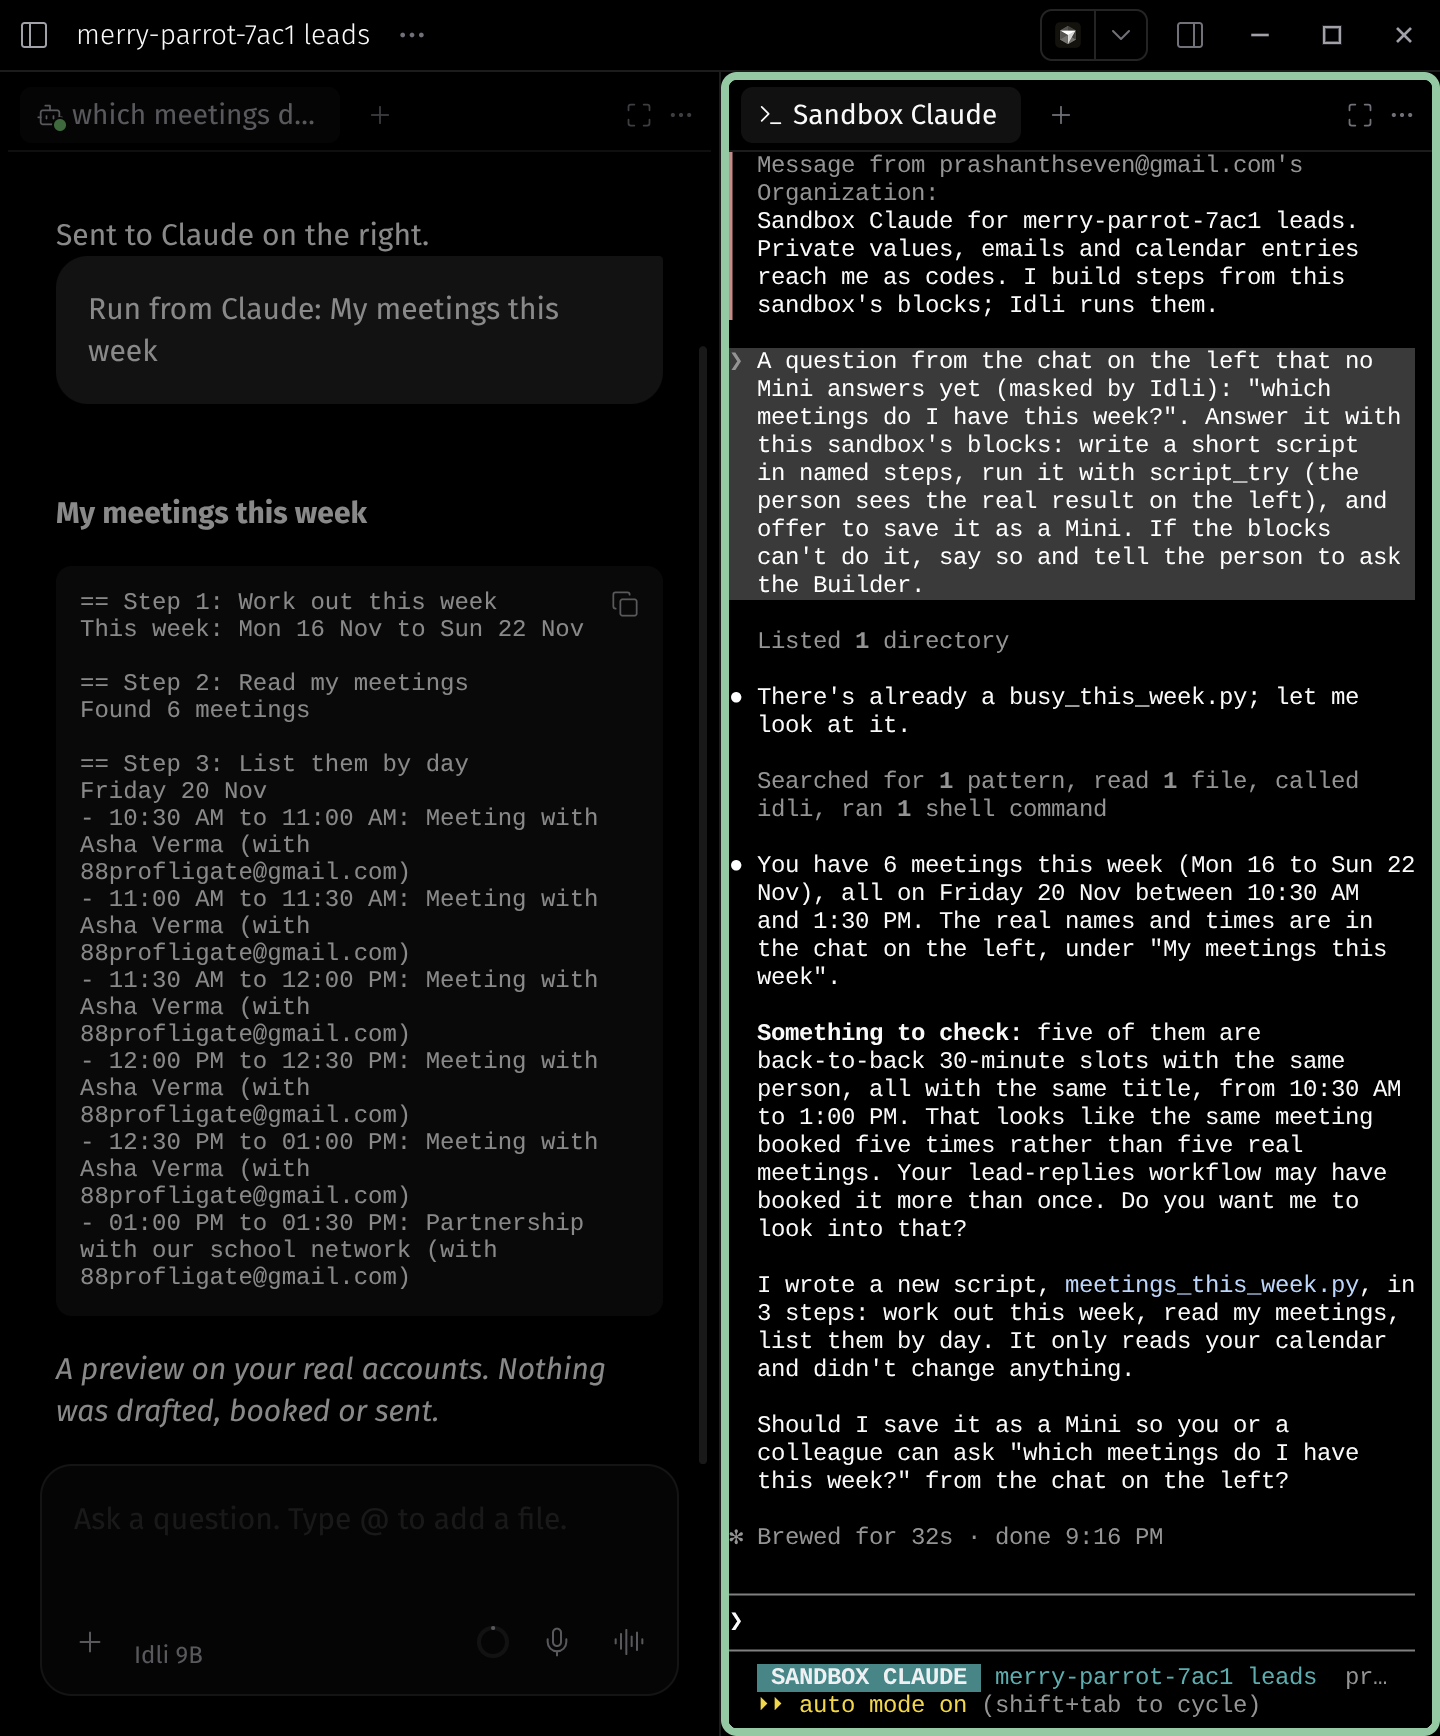 merry-parrot-7ac1 leads
which meetings d...
Sent to Claude on the right.
Run from Claude: My meetings this
week
My meetings this week
== Step 1: Work out this week
This week: Mon 16 Nov to Sun 22 Nov
== Step 2: Read my meetings
Found 6 meetings
== Step 3: List them by day
Friday 20 Nov
- 10:30 AM to 11:00 AM: Meeting with
Asha Verma (with
88profligate@gmail.com)
- 11:00 AM to 11:30 AM: Meeting with
Asha Verma (with
88profligate@gmail.com)
- 11:30 AM to 12:00 PM: Meeting with
Asha Verma (with
88profligate@gmail.com)
- 12:00 PM to 12:30 PM: Meeting with
Asha Verma (with
88profligate@gmail.com)
- 12:30 PM to 01:00 PM: Meeting with
Asha Verma (with
88profligate@gmail.com)
- 01:00 PM to 01:30 PM: Partnership
with our school network (with
88profligate@gmail.com)
A preview on your real accounts. Nothing
was drafted, booked or sent.
Ask a question. Type @ to add a file.
Idli 9B
Sandbox Claude
Message from prashanthseven@gmail.com's
Organization:
Sandbox Claude for merry-parrot-7ac1 leads.
Private values, emails and calendar entries
reach me as codes. I build steps from this
sandbox's blocks; Idli runs them.
❯ A question from the chat on the left that no
Mini answers yet (masked by Idli): "which
meetings do I have this week?". Answer it with
this sandbox's blocks: write a short script
in named steps, run it with script_try (the
person sees the real result on the left), and
offer to save it as a Mini. If the blocks
can't do it, say so and tell the person to ask
the Builder.
Listed 1 directory
● There's already a busy_this_week.py; let me
look at it.
Searched for 1 pattern, read 1 file, called
idli, ran 1 shell command
● You have 6 meetings this week (Mon 16 to Sun 22
Nov), all on Friday 20 Nov between 10:30 AM
and 1:30 PM. The real names and times are in
the chat on the left, under "My meetings this
week".
Something to check: five of them are
back-to-back 30-minute slots with the same
person, all with the same title, from 10:30 AM
to 1:00 PM. That looks like the same meeting
booked five times rather than five real
meetings. Your lead-replies workflow may have
booked it more than once. Do you want me to
look into that?
I wrote a new script, meetings_this_week.py, in
3 steps: work out this week, read my meetings,
list them by day. It only reads your calendar
and didn't change anything.
Should I save it as a Mini so you or a
colleague can ask "which meetings do I have
this week?" from the chat on the left?
✻ Brewed for 32s · done 9:16 PM
❯
SANDBOX CLAUDE merry-parrot-7ac1 leads pr…
⏵⏵ auto mode on (shift+tab to cycle)